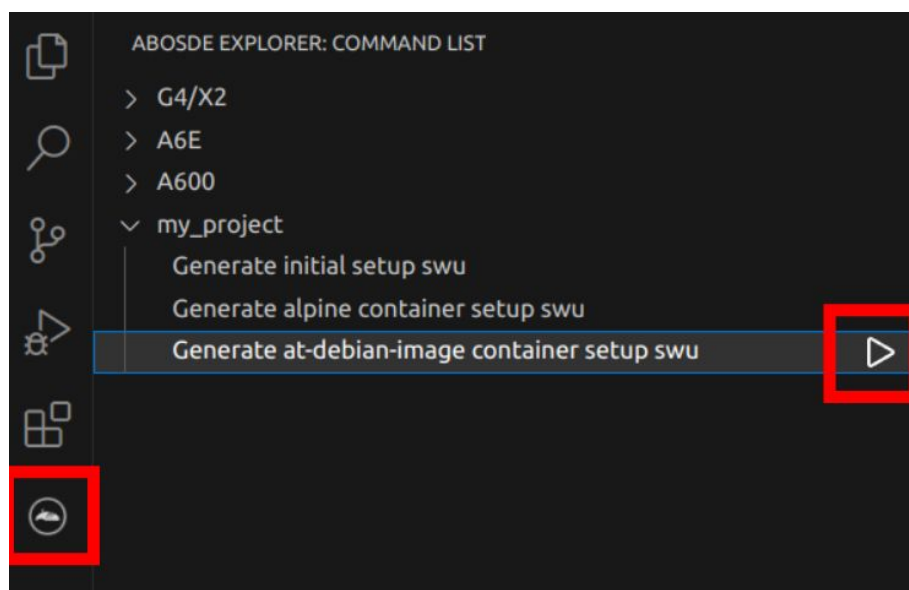 ABOSDE EXPLORER: COMMAND LIST
G4/X2
A6E
A600
my_project
Generate initial setup swu
Generate alpine container setup swu
Generate at-debian-image container setup swu